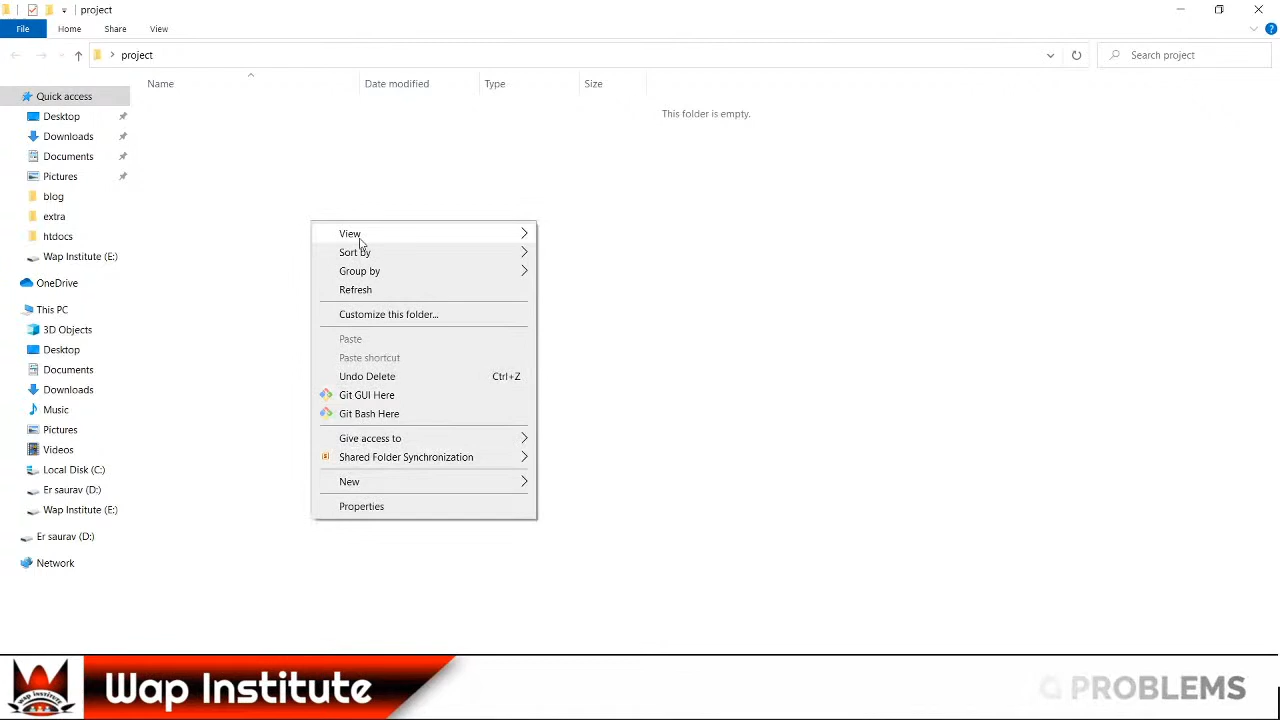 project
File Home Share View
project
Search project
Name Date modified Type Size
This folder is empty.
Quick access
Desktop
Downloads
Documents
Pictures
blog
extra
htdocs
Wap Institute (E:)
OneDrive
This PC
3D Objects
Desktop
Documents
Downloads
Music
Pictures
Videos
Local Disk (C:)
Er saurav (D:)
Wap Institute (E:)
Er saurav (D:)
Network
View
Sort by
Group by
Refresh
Customize this folder...
Paste
Paste shortcut
Undo Delete Ctrl+Z
Git GUI Here
Git Bash Here
Give access to
Shared Folder Synchronization
New
Properties
Wap Institute
G PROBLEMS